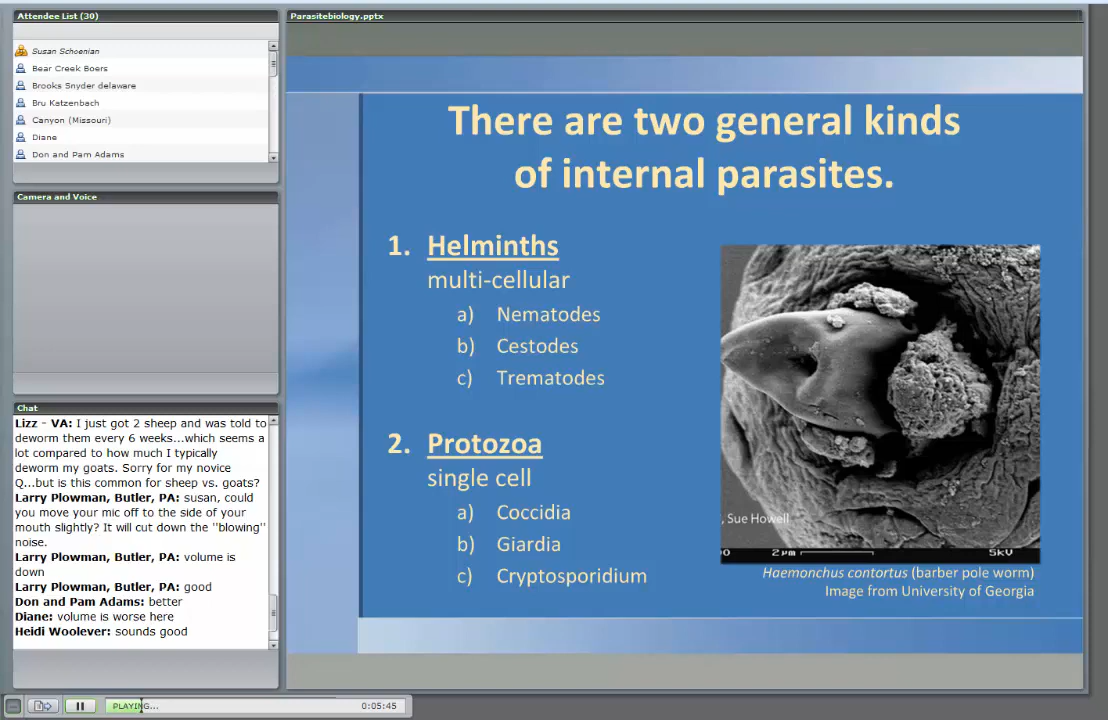 Attendee List (30)
Susan Schoenian
Bear Creek Boers
Brooks Snyder delaware
Bru Katzenbach
Canyon (Missouri)
Diane
Don and Pam Adams
Camera and Voice
Chat
Lizz - VA: I just got 2 sheep and was told to
deworm them every 6 weeks...which seems a
lot compared to how much I typically
deworm my goats. Sorry for my novice
Q...but is this common for sheep vs. goats?
Larry Plowman, Butler, PA: susan, could
you move your mic off to the side of your
mouth slightly? It will cut down the "blowing"
noise.
Larry Plowman, Butler, PA: volume is
down
Larry Plowman, Butler, PA: good
Don and Pam Adams: better
Diane: volume is worse here
Heidi Woolever: sounds good
PLAYING...
0:05:45
Parasitebiology.pptx
There are two general kinds
of internal parasites.
1. Helminths
multi-cellular
a) Nematodes
b) Cestodes
c) Trematodes
2. Protozoa
single cell
a) Coccidia
b) Giardia
c) Cryptosporidium
, Sue Howell
0 2µm 5kV
Haemonchus contortus (barber pole worm)
Image from University of Georgia